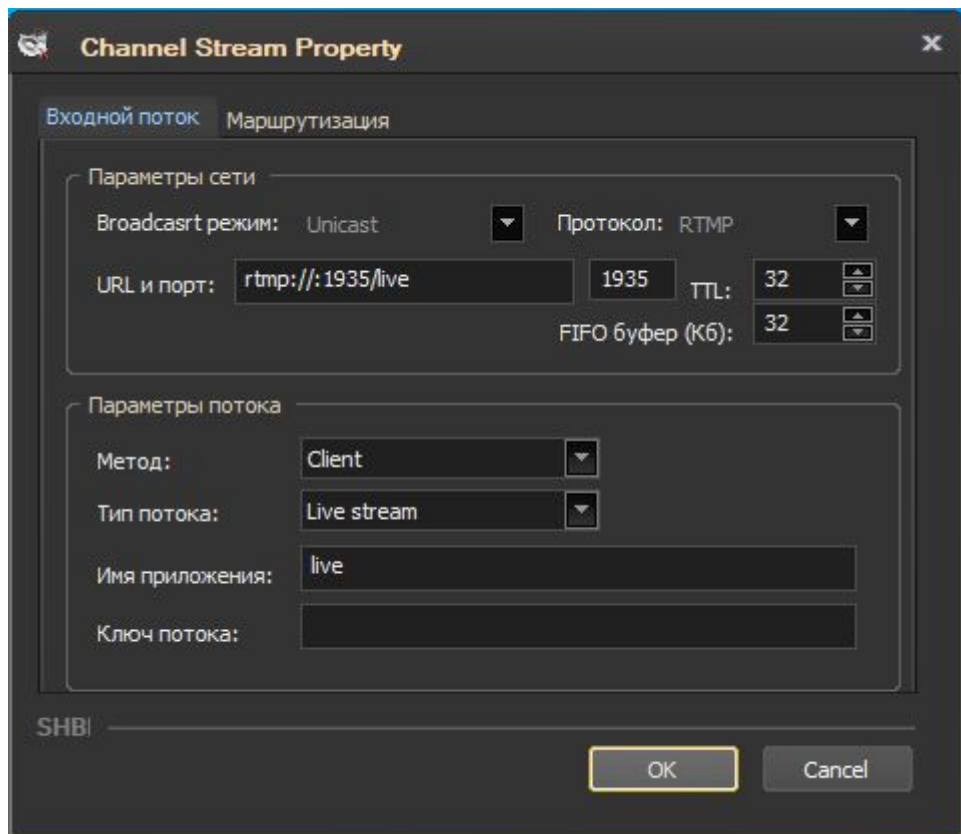 Channel Stream Property
Входной поток Маршрутизация
Параметры сети
Broadcasrt режим: Unicast Протокол: RTMP
URL и порт: rtmp://:1935/live 1935 TTL: 32
FIFO буфер (Кб): 32
Параметры потока
Метод: Client
Тип потока: Live stream
Имя приложения: live
Ключ потока:
SHB
OK Cancel